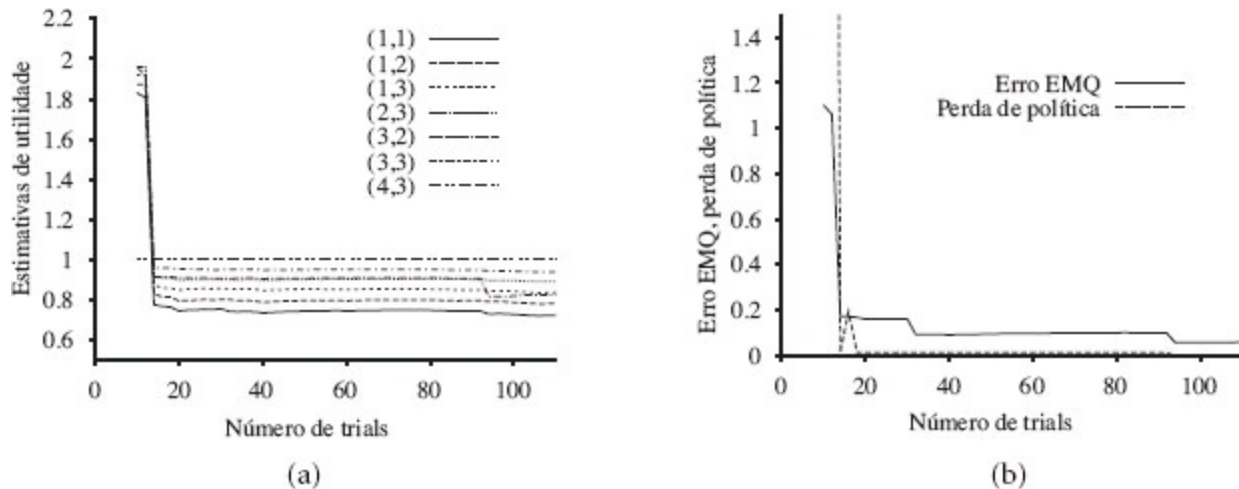 Estimativas de utilidade
2.2
2
1.8
1.6
1.4
1.2
1
0.8
0.6
(1,1)
(1,2)
(1,3)
(2,3)
(3,2)
(3,3)
(4,3)
0 20 40 60 80 100
Número de trials
(a)
Erro EMQ, perda de política
1.4
1.2
1
0.8
0.6
0.4
0.2
0
Erro EMQ
Perda de política
0 20 40 60 80 100
Número de trials
(b)